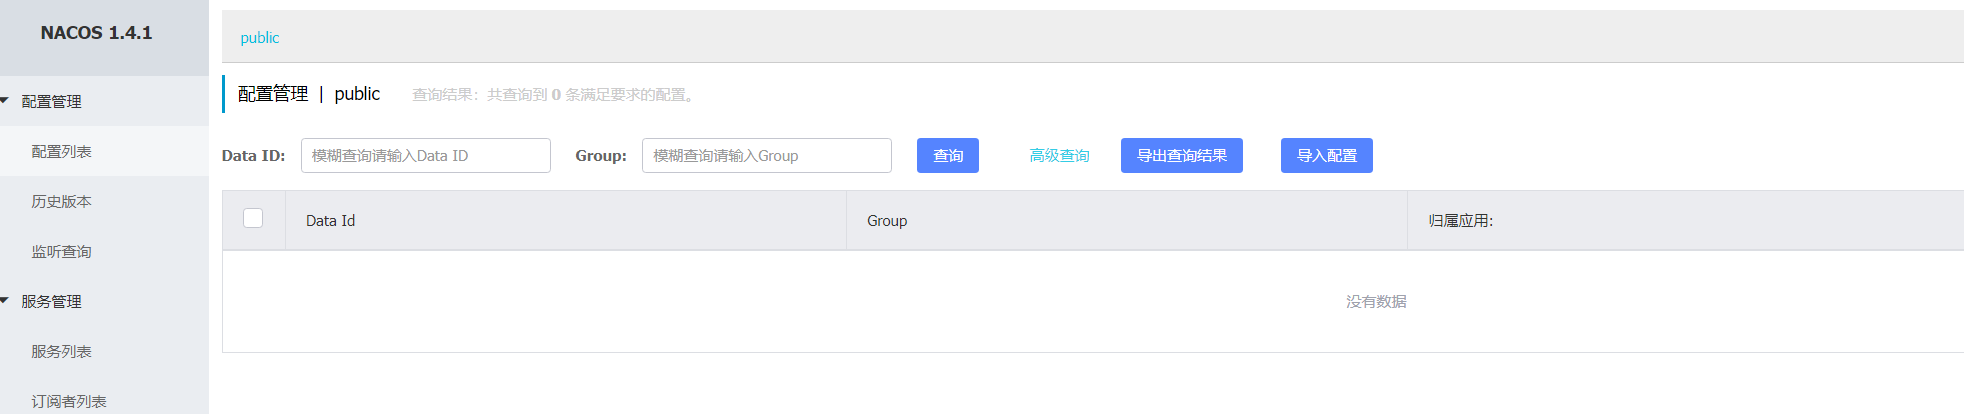 NACOS 1.4.1
配置管理
配置列表
历史版本
监听查询
服务管理
服务列表
订阅者列表
public
配置管理 | public 查询结果：共查询到 0 条满足要求的配置。
Data ID: 模糊查询请输入Data ID Group: 模糊查询请输入Group 查询 高级查询 导出查询结果 导入配置
Data Id Group 归属应用:
没有数据